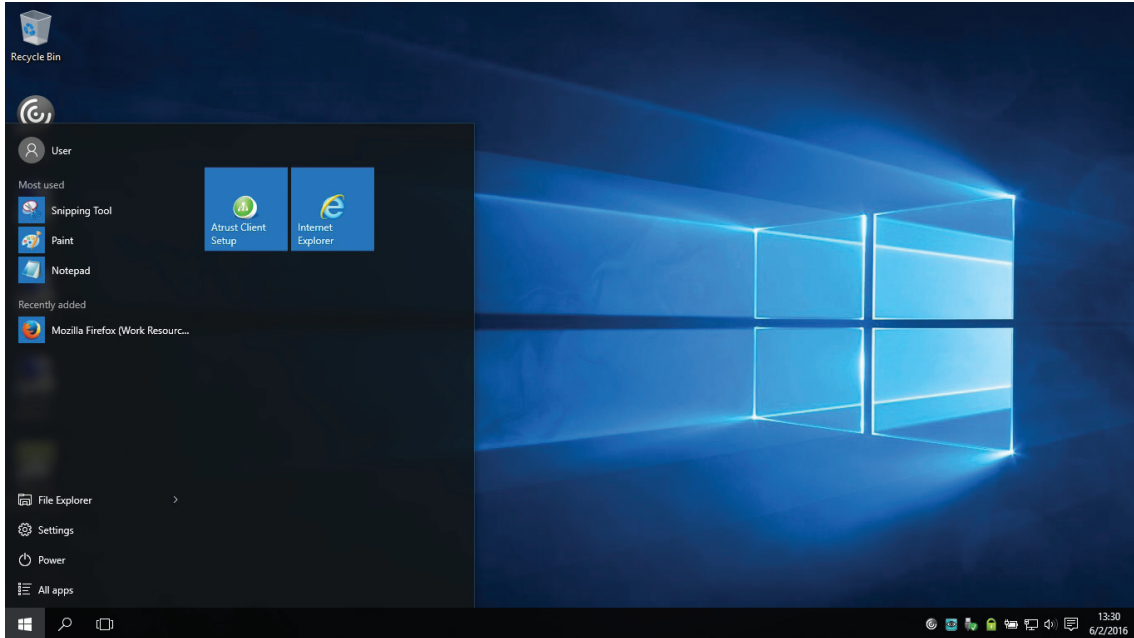 Recycle Bin
User
Most used
Snipping Tool
Paint
Notepad
Recently added
Mozilla Firefox (Work Resourc...
Atrust Client
Setup
Internet
Explorer
File Explorer
Settings
Power
All apps
13:30
6/2/2016